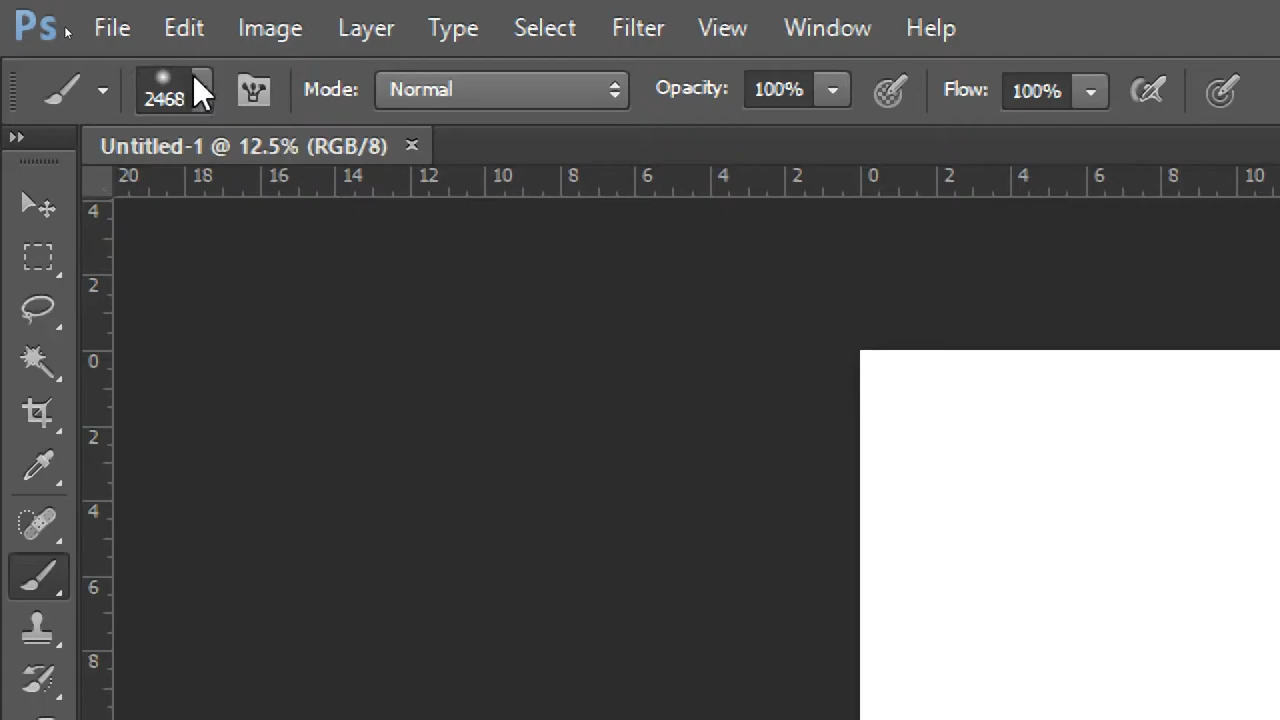 Ps File Edit Image Layer Type Select Filter View Window Help
2468 Mode: Normal Opacity: 100% Flow: 100%
Untitled-1 @ 12.5% (RGB/8) ×
20 18 16 14 12 10 8 6 4 2 0 2 4 6 8 10
4
2
0
2
4
6
8